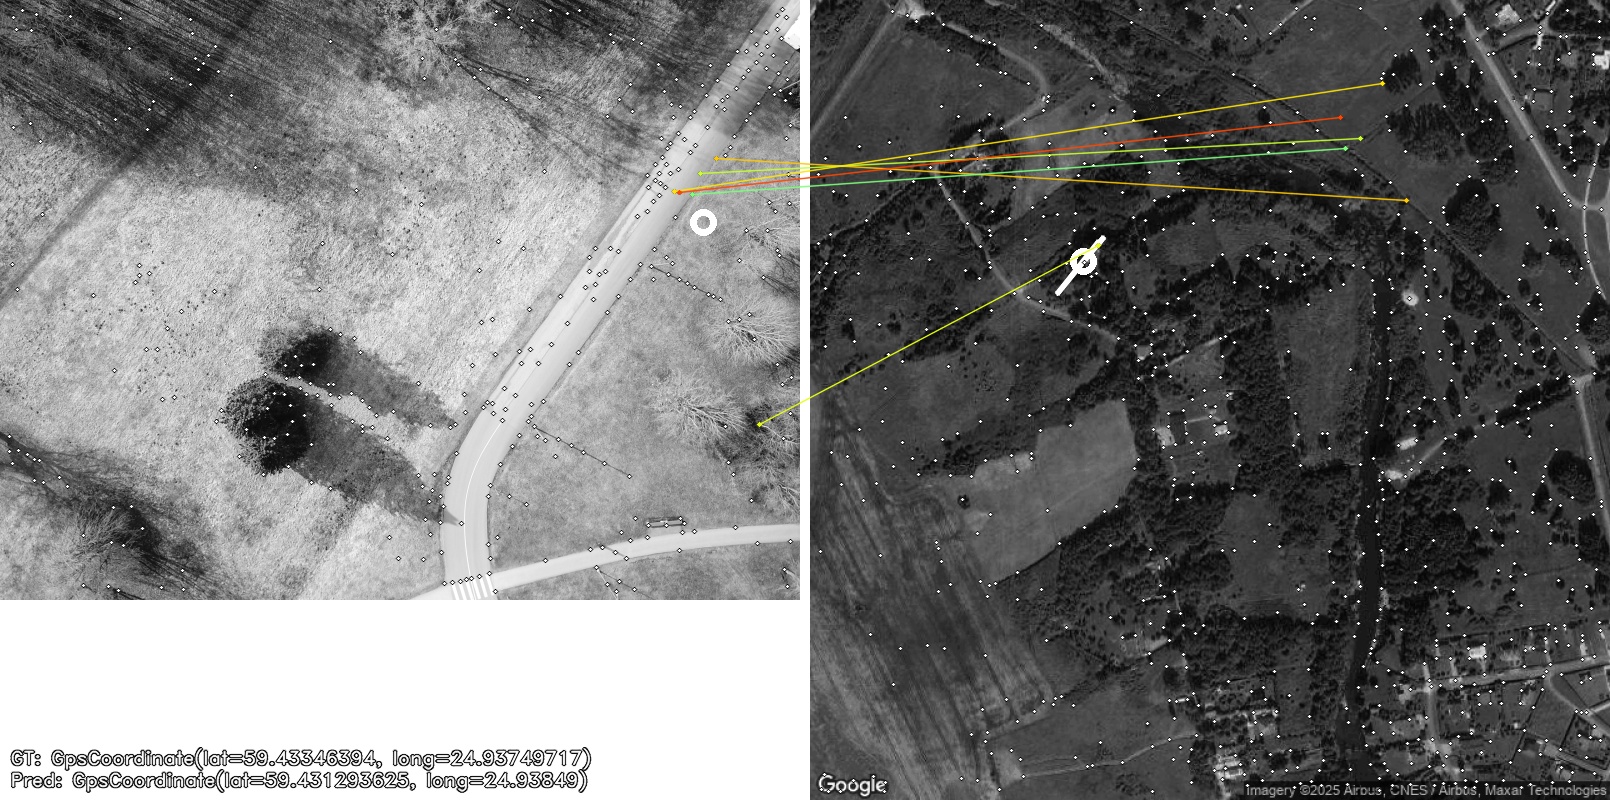 GT: GpsCoordinate(lat=59.43346394, long=24.93749717)
Pred: GpsCoordinate(lat=59.431293625, long=24.93849)
Google
Imagery ©2025 Airbus, CNES / Airbus, Maxar Technologies